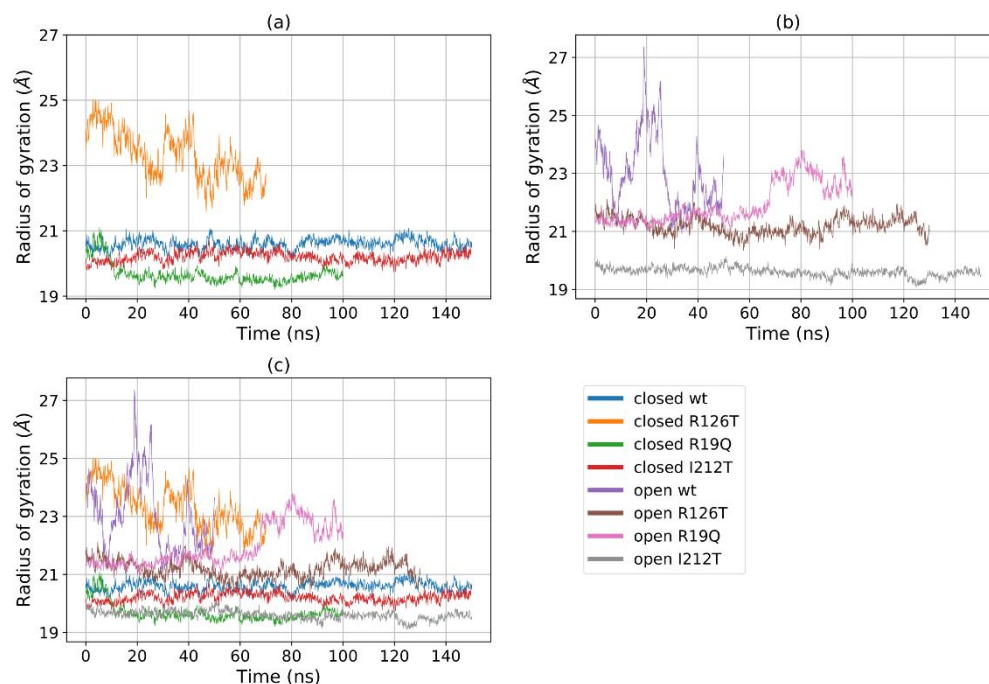 (a)
27
25
23
21
19
Radius of gyration (Å)
0 20 40 60 80 100 120 140
Time (ns)
(b)
27
25
23
21
19
Radius of gyration (Å)
0 20 40 60 80 100 120 140
Time (ns)
(c)
27
25
23
21
19
Radius of gyration (Å)
0 20 40 60 80 100 120 140
Time (ns)
closed wt
closed R126T
closed R19Q
closed I212T
open wt
open R126T
open R19Q
open I212T